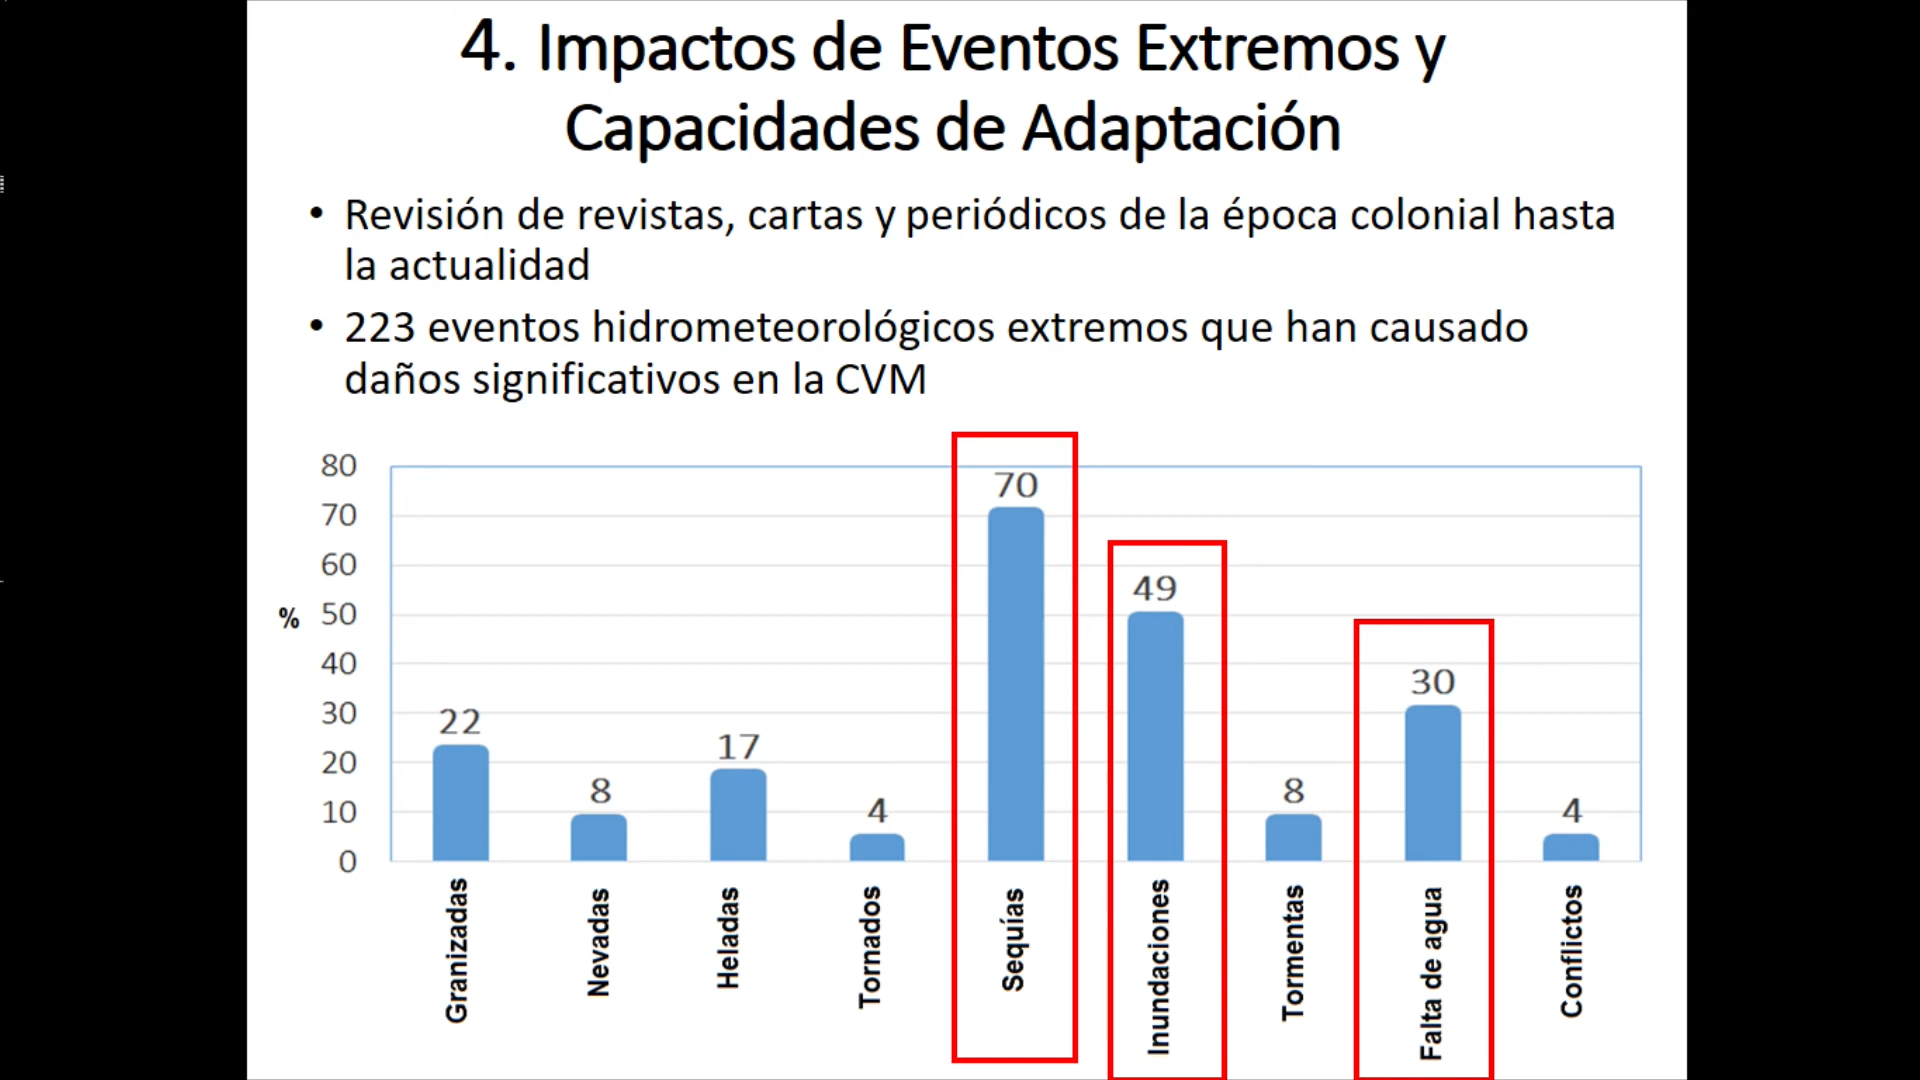 4. Impactos de Eventos Extremos y
Capacidades de Adaptación
• Revisión de revistas, cartas y periódicos de la época colonial hasta
la actualidad
• 223 eventos hidrometeorológicos extremos que han causado
daños significativos en la CVM
80
70
60
50
40
30
20
10
0
%
22
8
17
4
70
49
8
30
4
Granizadas
Nevadas
Heladas
Tornados
Sequías
Inundaciones
Tormentas
Falta de agua
Conflictos